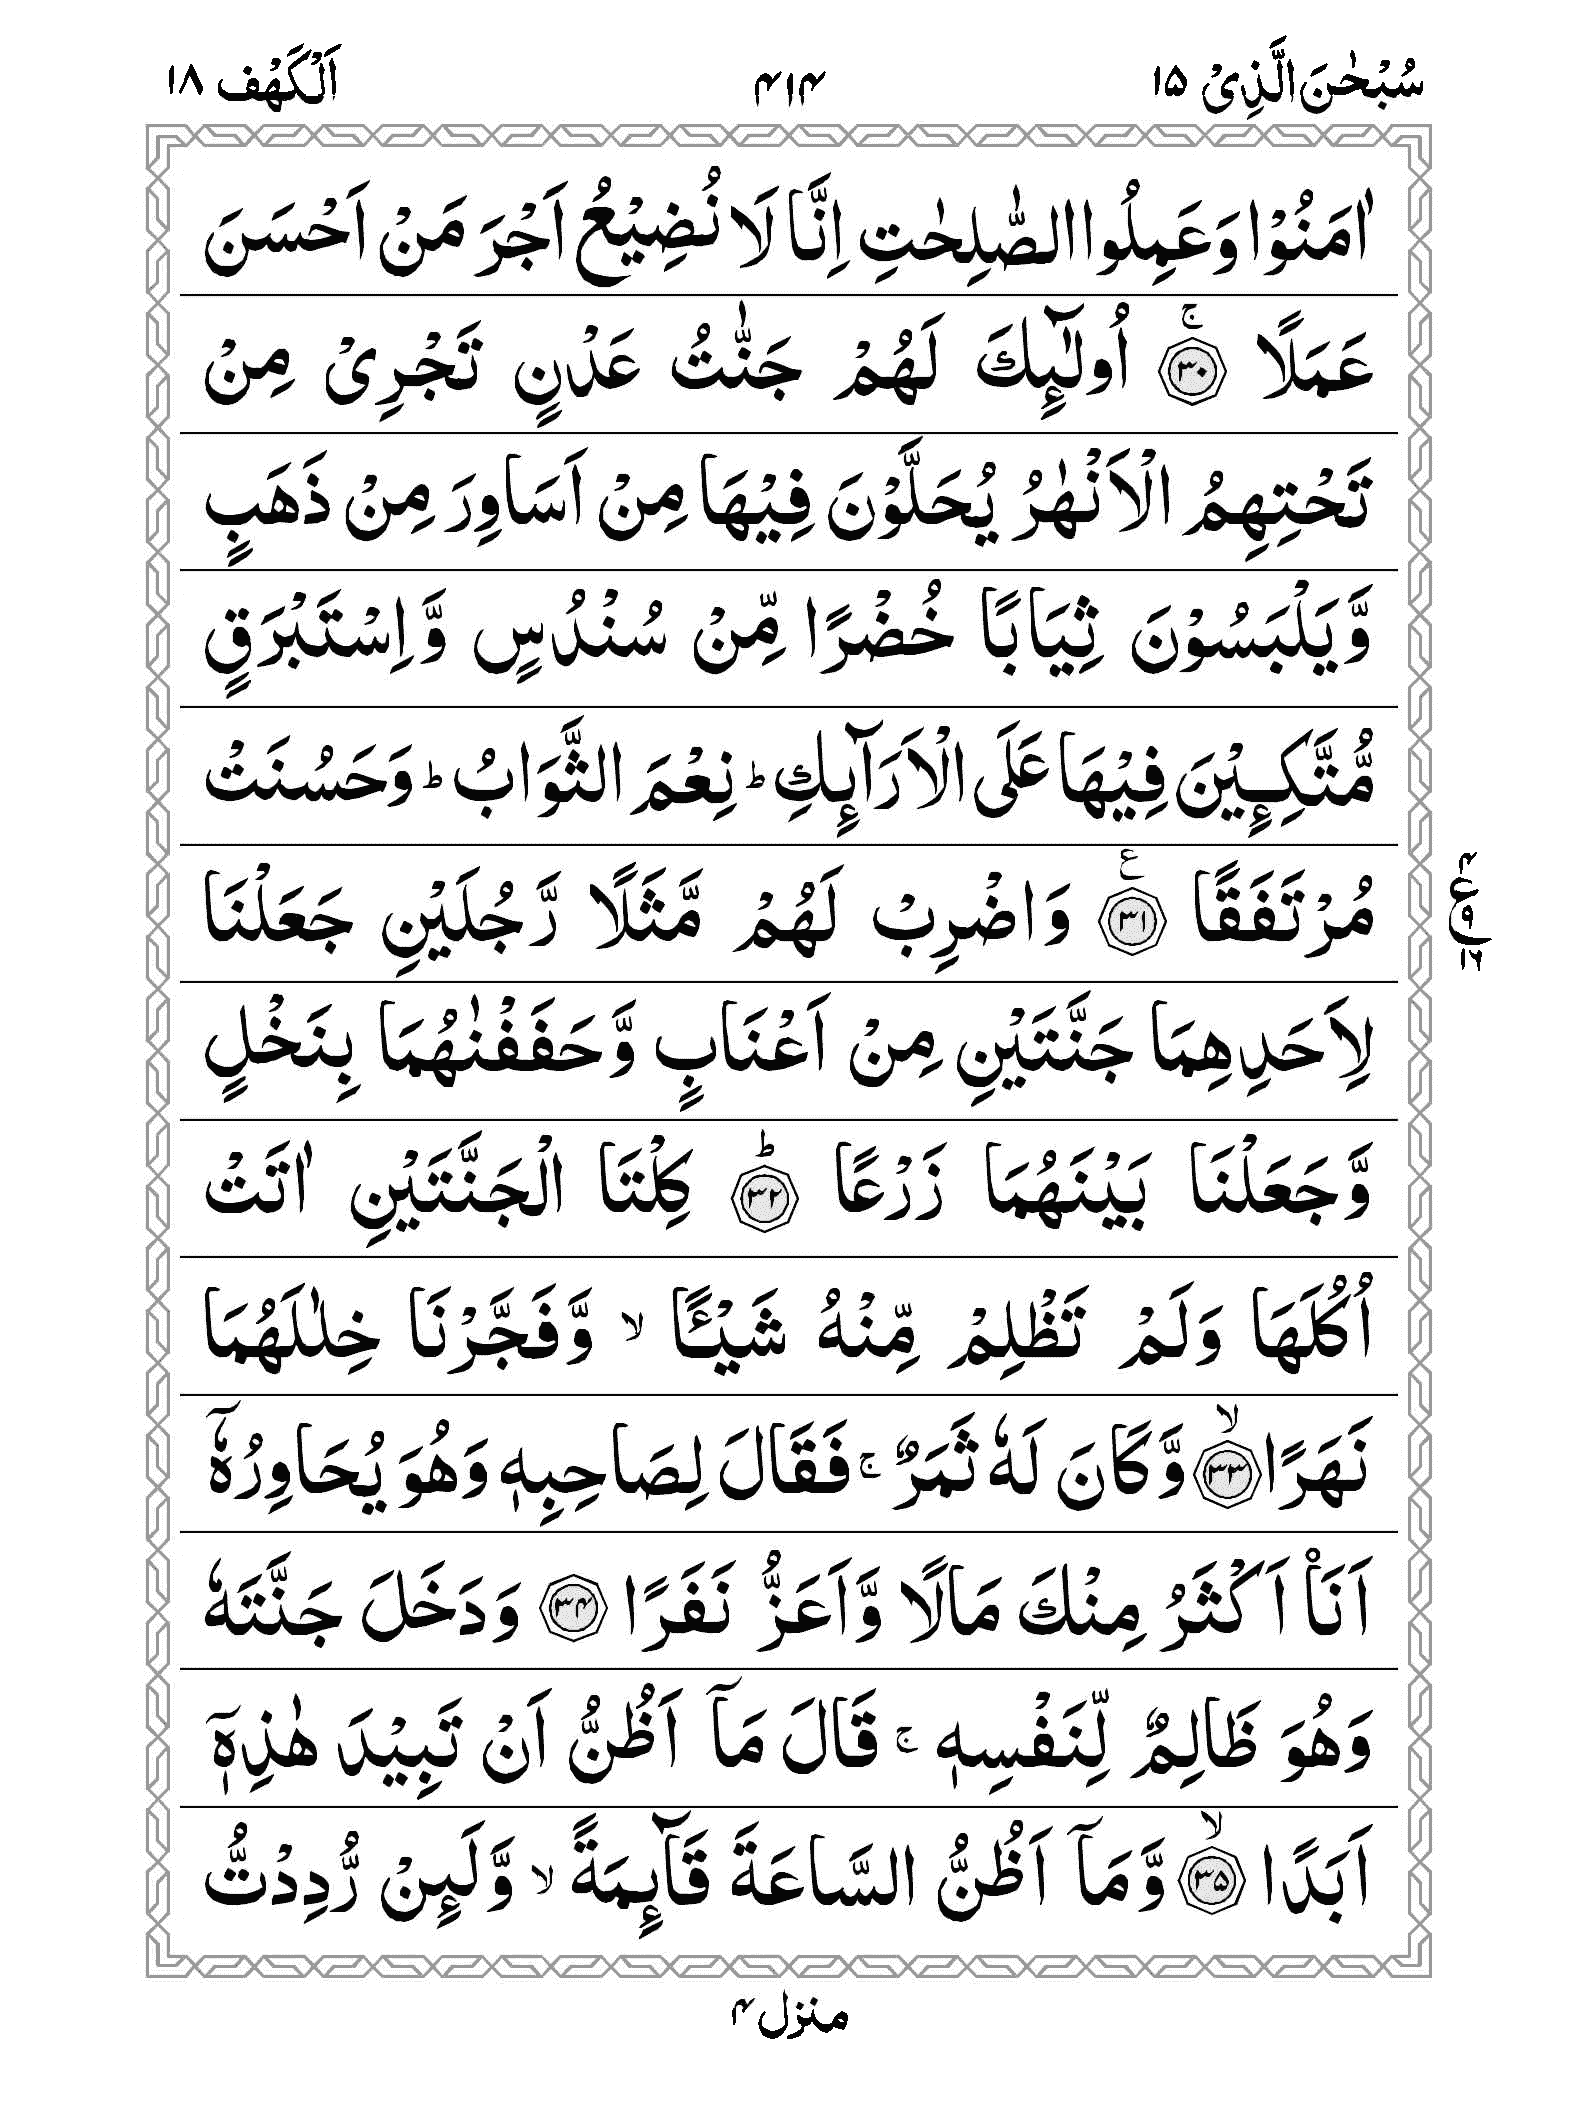 سُبْحٰنَ الَّذِیْ ۱۵ ۴۱۴ اَلْكَهْف ۱۸
اٰمَنُوْا وَعَمِلُوا الصّٰلِحٰتِ اِنَّا لَا نُضِيْعُ اَجْرَ مَنْ اَحْسَنَ
عَمَلًا ۚ ﴿۳۰﴾ اُولٰٓئِكَ لَهُمْ جَنّٰتُ عَدْنٍ تَجْرِیْ مِنْ
تَحْتِهِمُ الْاَنْهٰرُ يُحَلَّوْنَ فِيْهَا مِنْ اَسَاوِرَ مِنْ ذَهَبٍ
وَّيَلْبَسُوْنَ ثِيَابًا خُضْرًا مِّنْ سُنْدُسٍ وَّاِسْتَبْرَقٍ
مُّتَّكِـِٕيْنَ فِيْهَا عَلَى الْاَرَآئِكِ ؕ نِعْمَ الثَّوَابُ ؕ وَحَسُنَتْ
مُرْتَفَقًا ﴿۳۱﴾ ع وَاضْرِبْ لَهُمْ مَّثَلًا رَّجُلَيْنِ جَعَلْنَا
۴ ع ۹ ۱۶
لِاَحَدِهِمَا جَنَّتَيْنِ مِنْ اَعْنَابٍ وَّحَفَفْنٰهُمَا بِنَخْلٍ
وَّجَعَلْنَا بَيْنَهُمَا زَرْعًا ؕ ﴿۳۲﴾ كِلْتَا الْجَنَّتَيْنِ اٰتَتْ
اُكُلَهَا وَلَمْ تَظْلِمْ مِّنْهُ شَيْـًٔا ۙ وَّفَجَّرْنَا خِلٰلَهُمَا
نَهَرًا ۙ ﴿۳۳﴾ وَّكَانَ لَهٗ ثَمَرٌ ۚ فَقَالَ لِصَاحِبِهٖ وَهُوَ يُحَاوِرُهٗۤ
اَنَا۠ اَكْثَرُ مِنْكَ مَالًا وَّاَعَزُّ نَفَرًا ﴿۳۴﴾ وَدَخَلَ جَنَّتَهٗ
وَهُوَ ظَالِمٌ لِّنَفْسِهٖ ۚ قَالَ مَاۤ اَظُنُّ اَنْ تَبِيْدَ هٰذِهٖۤ
اَبَدًا ۙ ﴿۳۵﴾ وَّمَاۤ اَظُنُّ السَّاعَةَ قَآئِمَةً ۙ وَّلَئِنْ رُّدِدْتُّ
منزل ۴